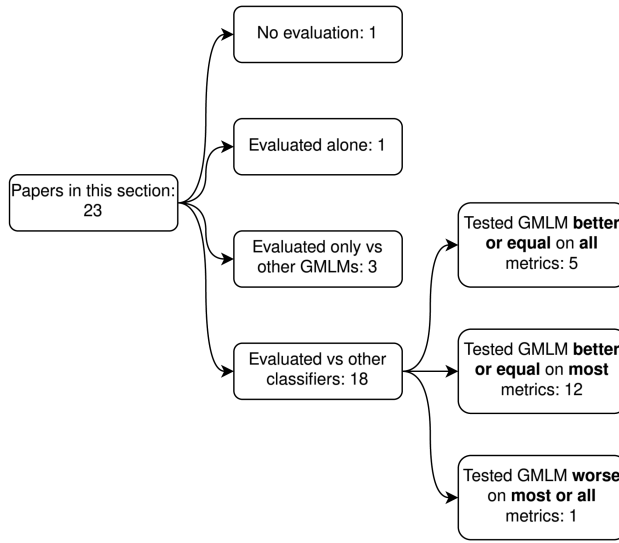 No evaluation: 1
Evaluated alone: 1
Papers in this section:
23
Evaluated only vs
other GMLMs: 3
Evaluated vs other
classifiers: 18
Tested GMLM better
or equal on all
metrics: 5
Tested GMLM better
or equal on most
metrics: 12
Tested GMLM worse
on most or all
metrics: 1